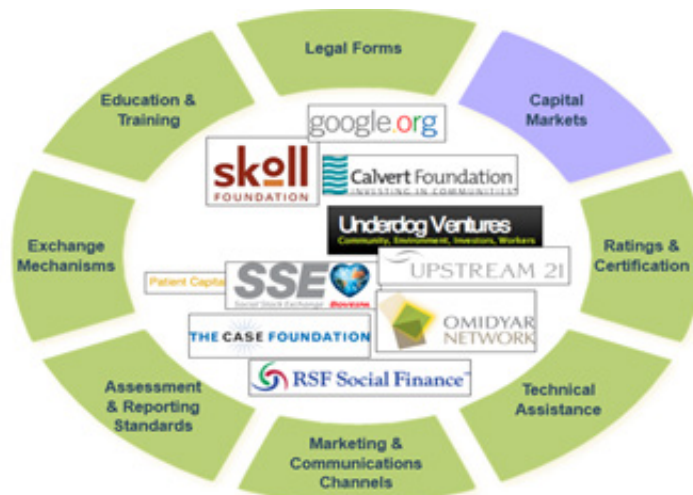 Legal Forms
Education &
Training
Capital
Markets
google.org
skoll
FOUNDATION
Calvert Foundation
INVESTING IN COMMUNITIES
Underdog Ventures
Community, Environment, Investors, Workers
Exchange
Mechanisms
Ratings &
Certification
UPSTREAM 21
Patient Capital
SSE
Social Stock Exchange
BOVESPA
THE CASE FOUNDATION
OMIDYAR
NETWORK
RSF Social Finance™
Assessment
& Reporting
Standards
Technical
Assistance
Marketing &
Communications
Channels